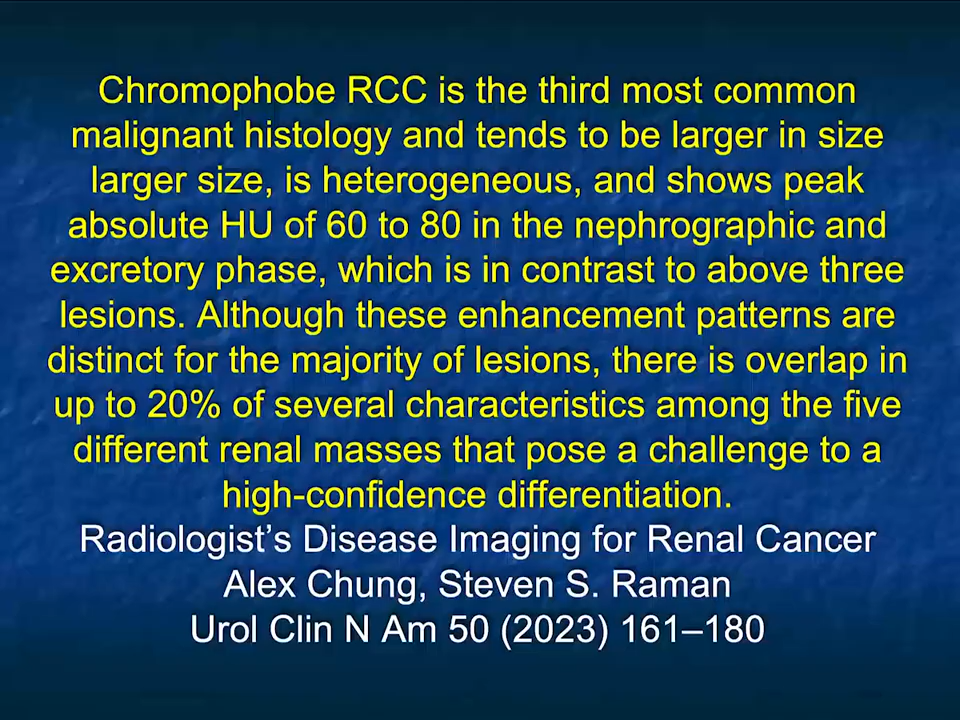 Chromophobe RCC is the third most common
malignant histology and tends to be larger in size
larger size, is heterogeneous, and shows peak
absolute HU of 60 to 80 in the nephrographic and
excretory phase, which is in contrast to above three
lesions. Although these enhancement patterns are
distinct for the majority of lesions, there is overlap in
up to 20% of several characteristics among the five
different renal masses that pose a challenge to a
high-confidence differentiation.
Radiologist’s Disease Imaging for Renal Cancer
Alex Chung, Steven S. Raman
Urol Clin N Am 50 (2023) 161–180